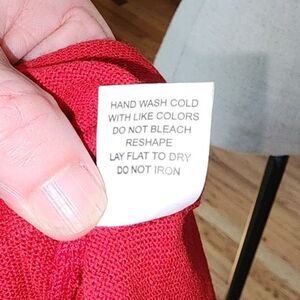 HAND WASH COLD
WITH LIKE COLORS
DO NOT BLEACH
RESHAPE
LAY FLAT TO DRY
DO NOT IRON